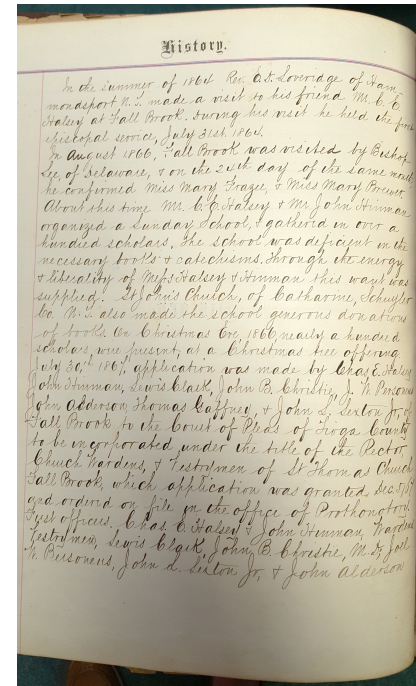 History.
In the summer of 1864 Rev. E. D. Loveridge of Ham-
mondsport N.Y. made a visit to his friend Mr. C. E.
Halsey at Fall Brook. During his visit he held the first
episcopal service, July 31st 1864.
In August 1866, Fall Brook was visited by Bishop
Lee, of Delaware, & on the 24th day of the same month
he confirmed Miss Mary Frazee, & Miss Mary Brewer.
About this time Mr. C. E. Halsey & Mr. John Hinman
organized a Sunday School, & gathered in over a
hundred scholars. The school was deficient in the
necessary books & catechisms. Through the energy
& liberality of Messrs Halsey & Hinman this want was
supplied. St John's Church, of Catharine, Schuyler
Co. N.Y. also made the school generous donations
of books. On Christmas Eve. 1866, nearly a hundred
scholars were present, at a Christmas tree offering
July 30th 1867, application was made by Chas E. Halsey
John Hinman, Lewis Clark, John B. Christie, J. W. Personeus
John Alderson, Thomas Gaffney, & John L. Sexton Jr, of
Fall Brook to the Court of Pleas of Tioga County
to be incorporated under the title of the Rector,
Church Wardens, & Vestrymen of St Thomas Church
Fall Brook, which application was granted Dec.
and ordered on file in the office of Prothonotary
First officers. Chas. E. Halsey & John Hinman, Wardens
Vestrymen, Lewis Clark, John B. Christie, M.D, Joel
W. Personeus, John L. Sexton Jr, & John Alderson